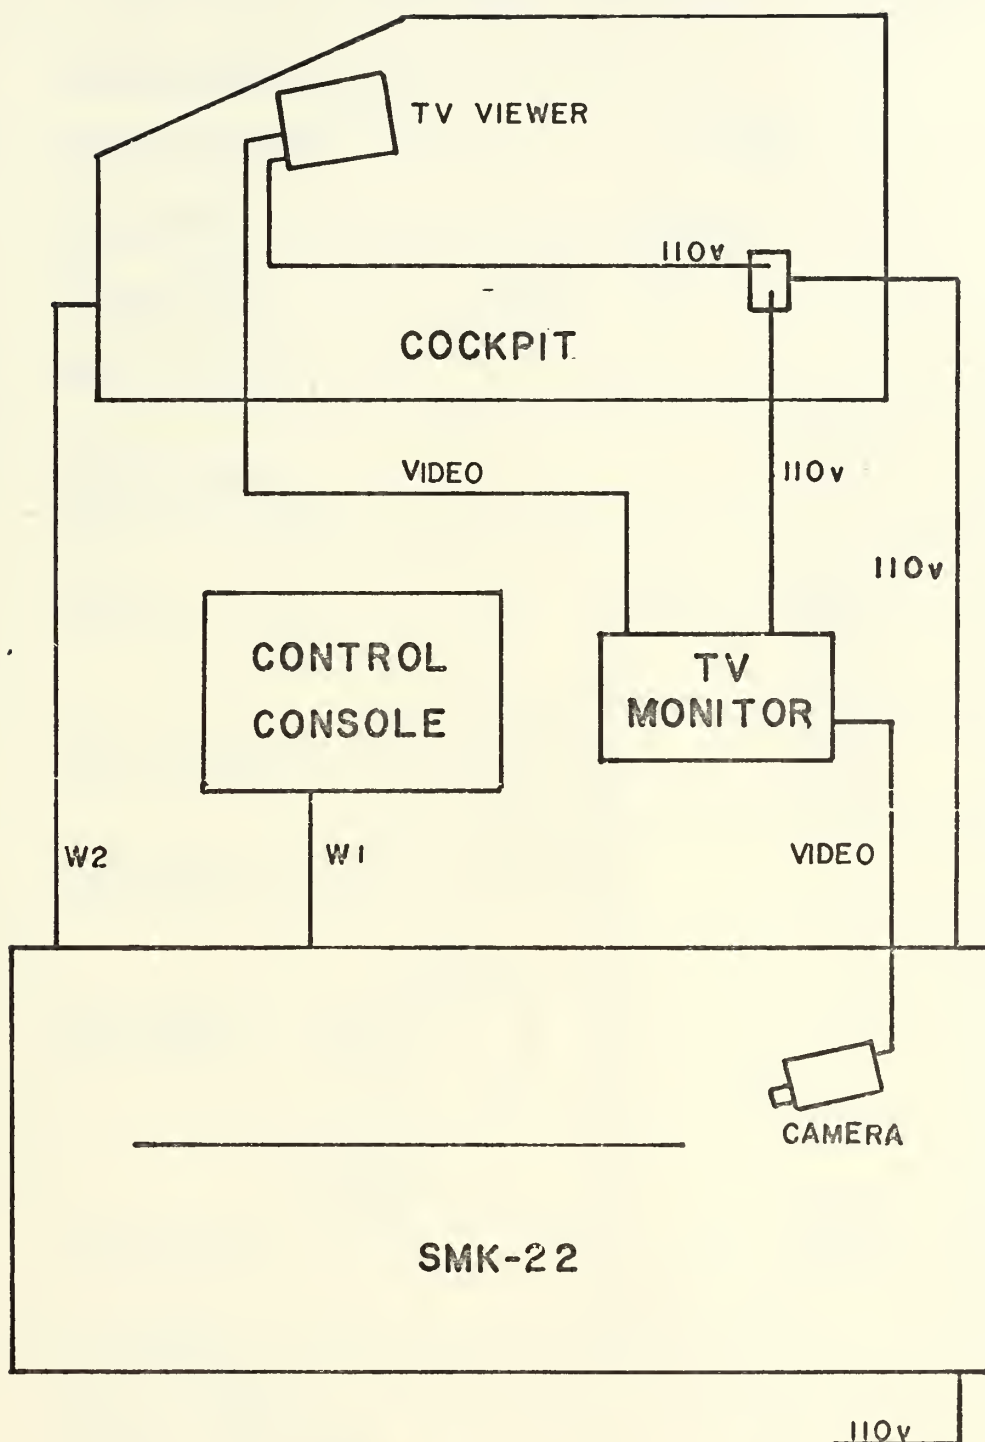 TV VIEWER
110v
COCKPIT
VIDEO
110v
110v
CONTROL
CONSOLE
TV
MONITOR
W2
W1
VIDEO
CAMERA
SMK-22
110v